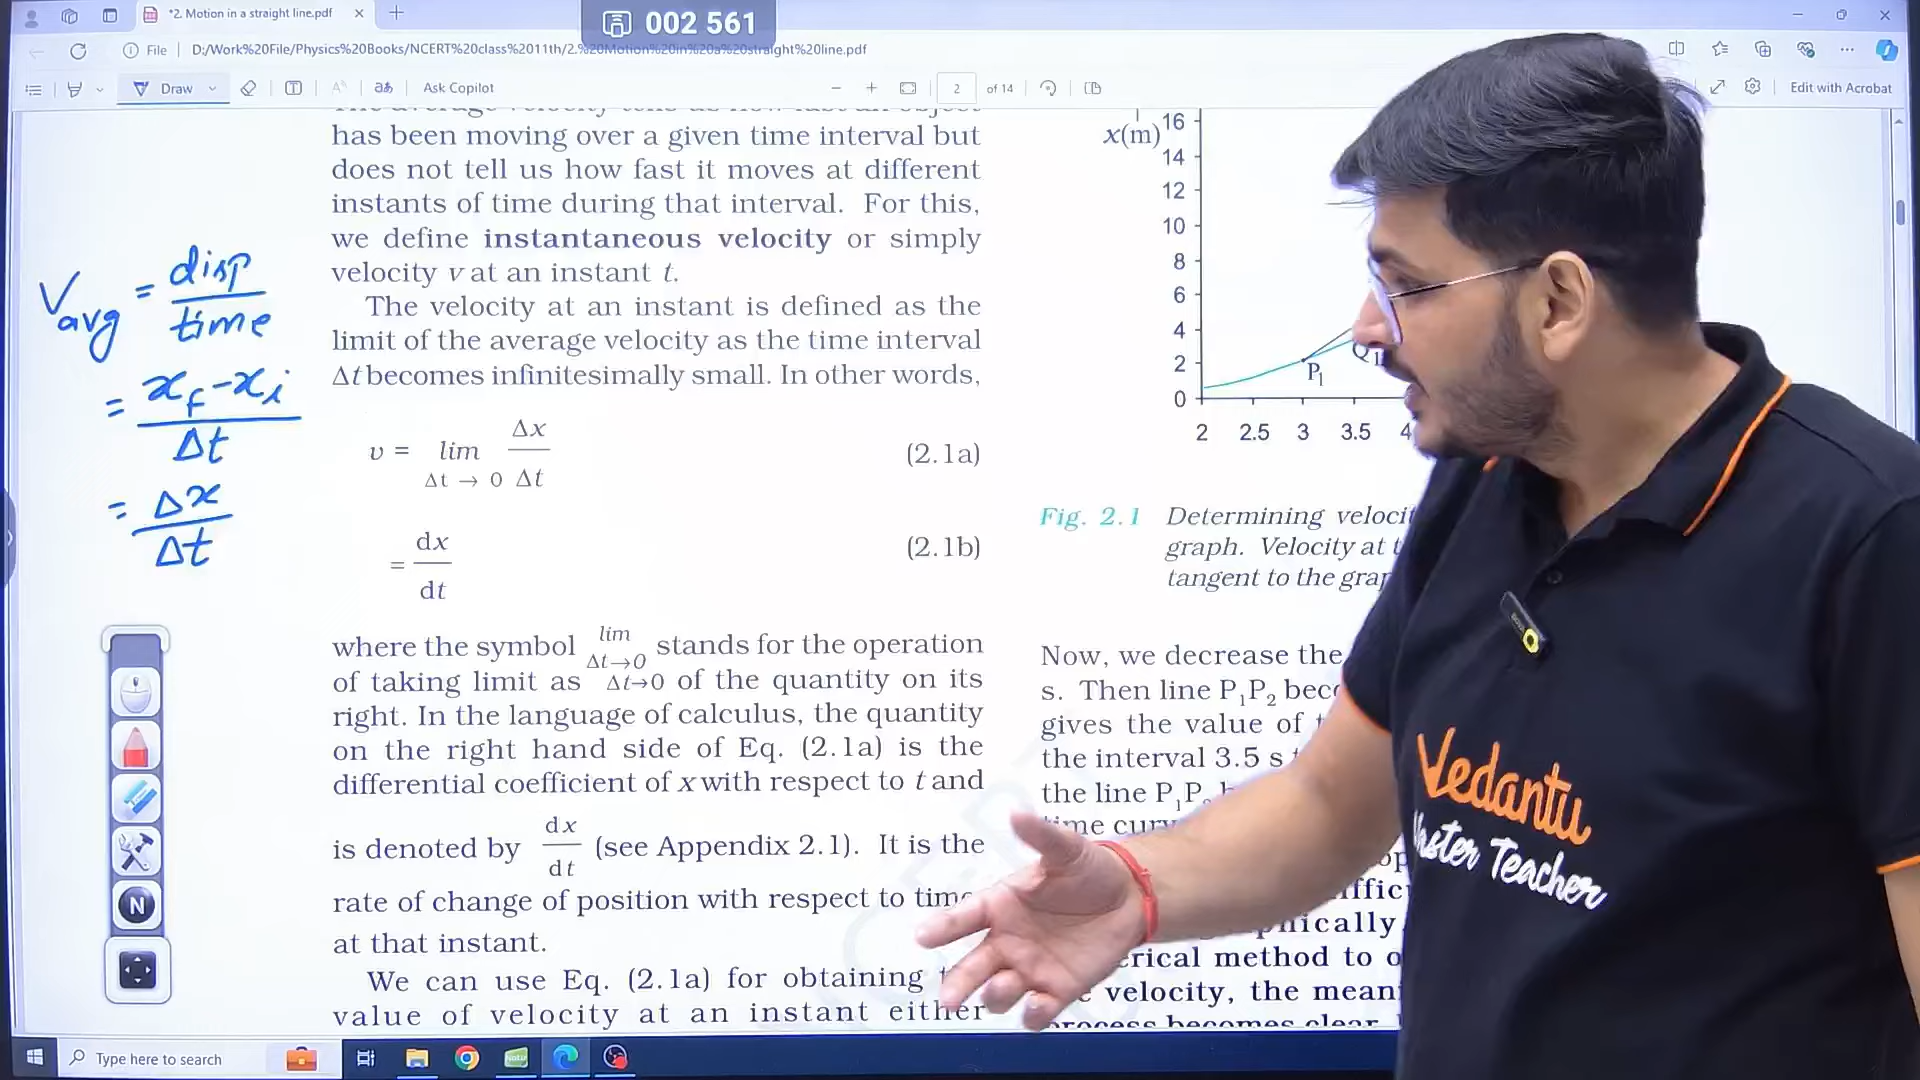 *2. Motion in a straight line.pdf
002 561
File D:/Work%20File/Physics%20Books/NCERT%20class%2011th/2.%20Motion%20in%20a%20straight%20line.pdf
Draw
Ask Copilot
2 of 14
Edit with Acrobat
has been moving over a given time interval but
does not tell us how fast it moves at different
instants of time during that interval. For this,
we define instantaneous velocity or simply
velocity v at an instant t.
The velocity at an instant is defined as the
limit of the average velocity as the time interval
Δt becomes infinitesimally small. In other words,
v = lim Δt → 0 Δx/Δt (2.1a)
= dx/dt (2.1b)
where the symbol lim Δt→0 stands for the operation
of taking limit as Δt→0 of the quantity on its
right. In the language of calculus, the quantity
on the right hand side of Eq. (2.1a) is the
differential coefficient of x with respect to t and
is denoted by dx/dt (see Appendix 2.1). It is the
rate of change of position with respect to
at that instant.
We can use Eq. (2.1a) for obtaining
value of velocity at an instant either
Vavg = disp/time
= xf-xi/Δt
= Δx/Δt
x(m)
16
14
12
10
8
6
4
2
0
P1
Q1
2 2.5 3 3.5 4
Fig. 2.1 Determining
graph. Velocity at
tangent to the
Now, we decrease the
s. Then line P1P2
gives the value of
the interval 3.5 s
the line P1P2
method to
velocity, the
process becomes clear.
Vedantu
Master Teacher
N
Type here to search